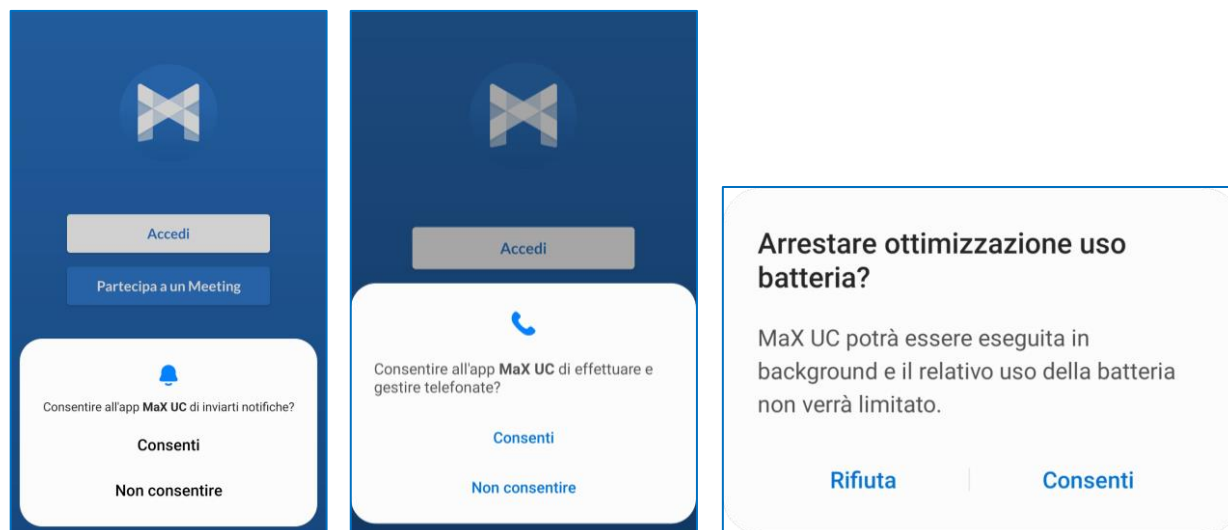 Accedi
Partecipa a un Meeting
Consentire all'app MaX UC di inviarti notifiche?
Consenti
Non consentire
Accedi
Consentire all'app MaX UC di effettuare e
gestire telefonate?
Consenti
Non consentire
Arrestare ottimizzazione uso
batteria?
MaX UC potrà essere eseguita in
background e il relativo uso della batteria
non verrà limitato.
Rifiuta
Consenti